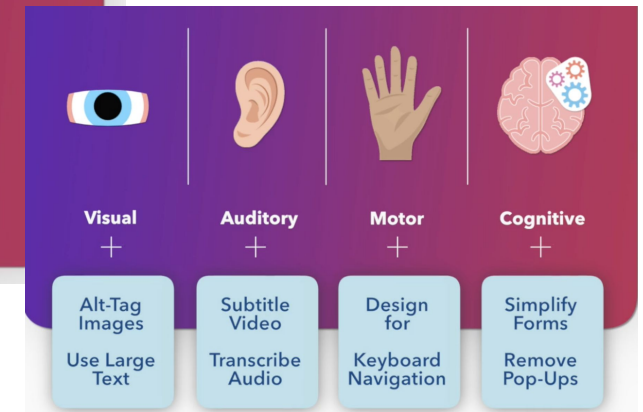 Visual
+
Alt-Tag
Images
Use Large
Text
Auditory
+
Subtitle
Video
Transcribe
Audio
Motor
+
Design
for
Keyboard
Navigation
Cognitive
+
Simplify
Forms
Remove
Pop-Ups